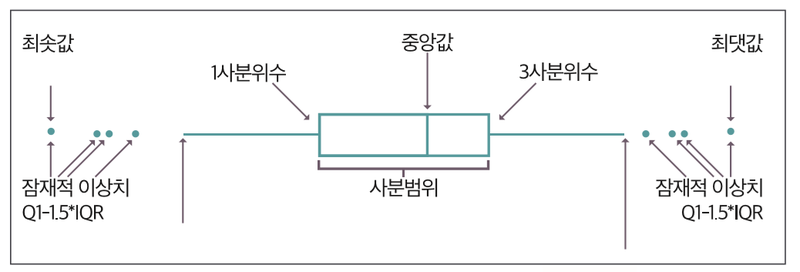 최솟값
중앙값
최댓값
1사분위수
3사분위수
사분범위
잠재적 이상치
Q1-1.5*IQR
잠재적 이상치
Q1-1.5*IQR